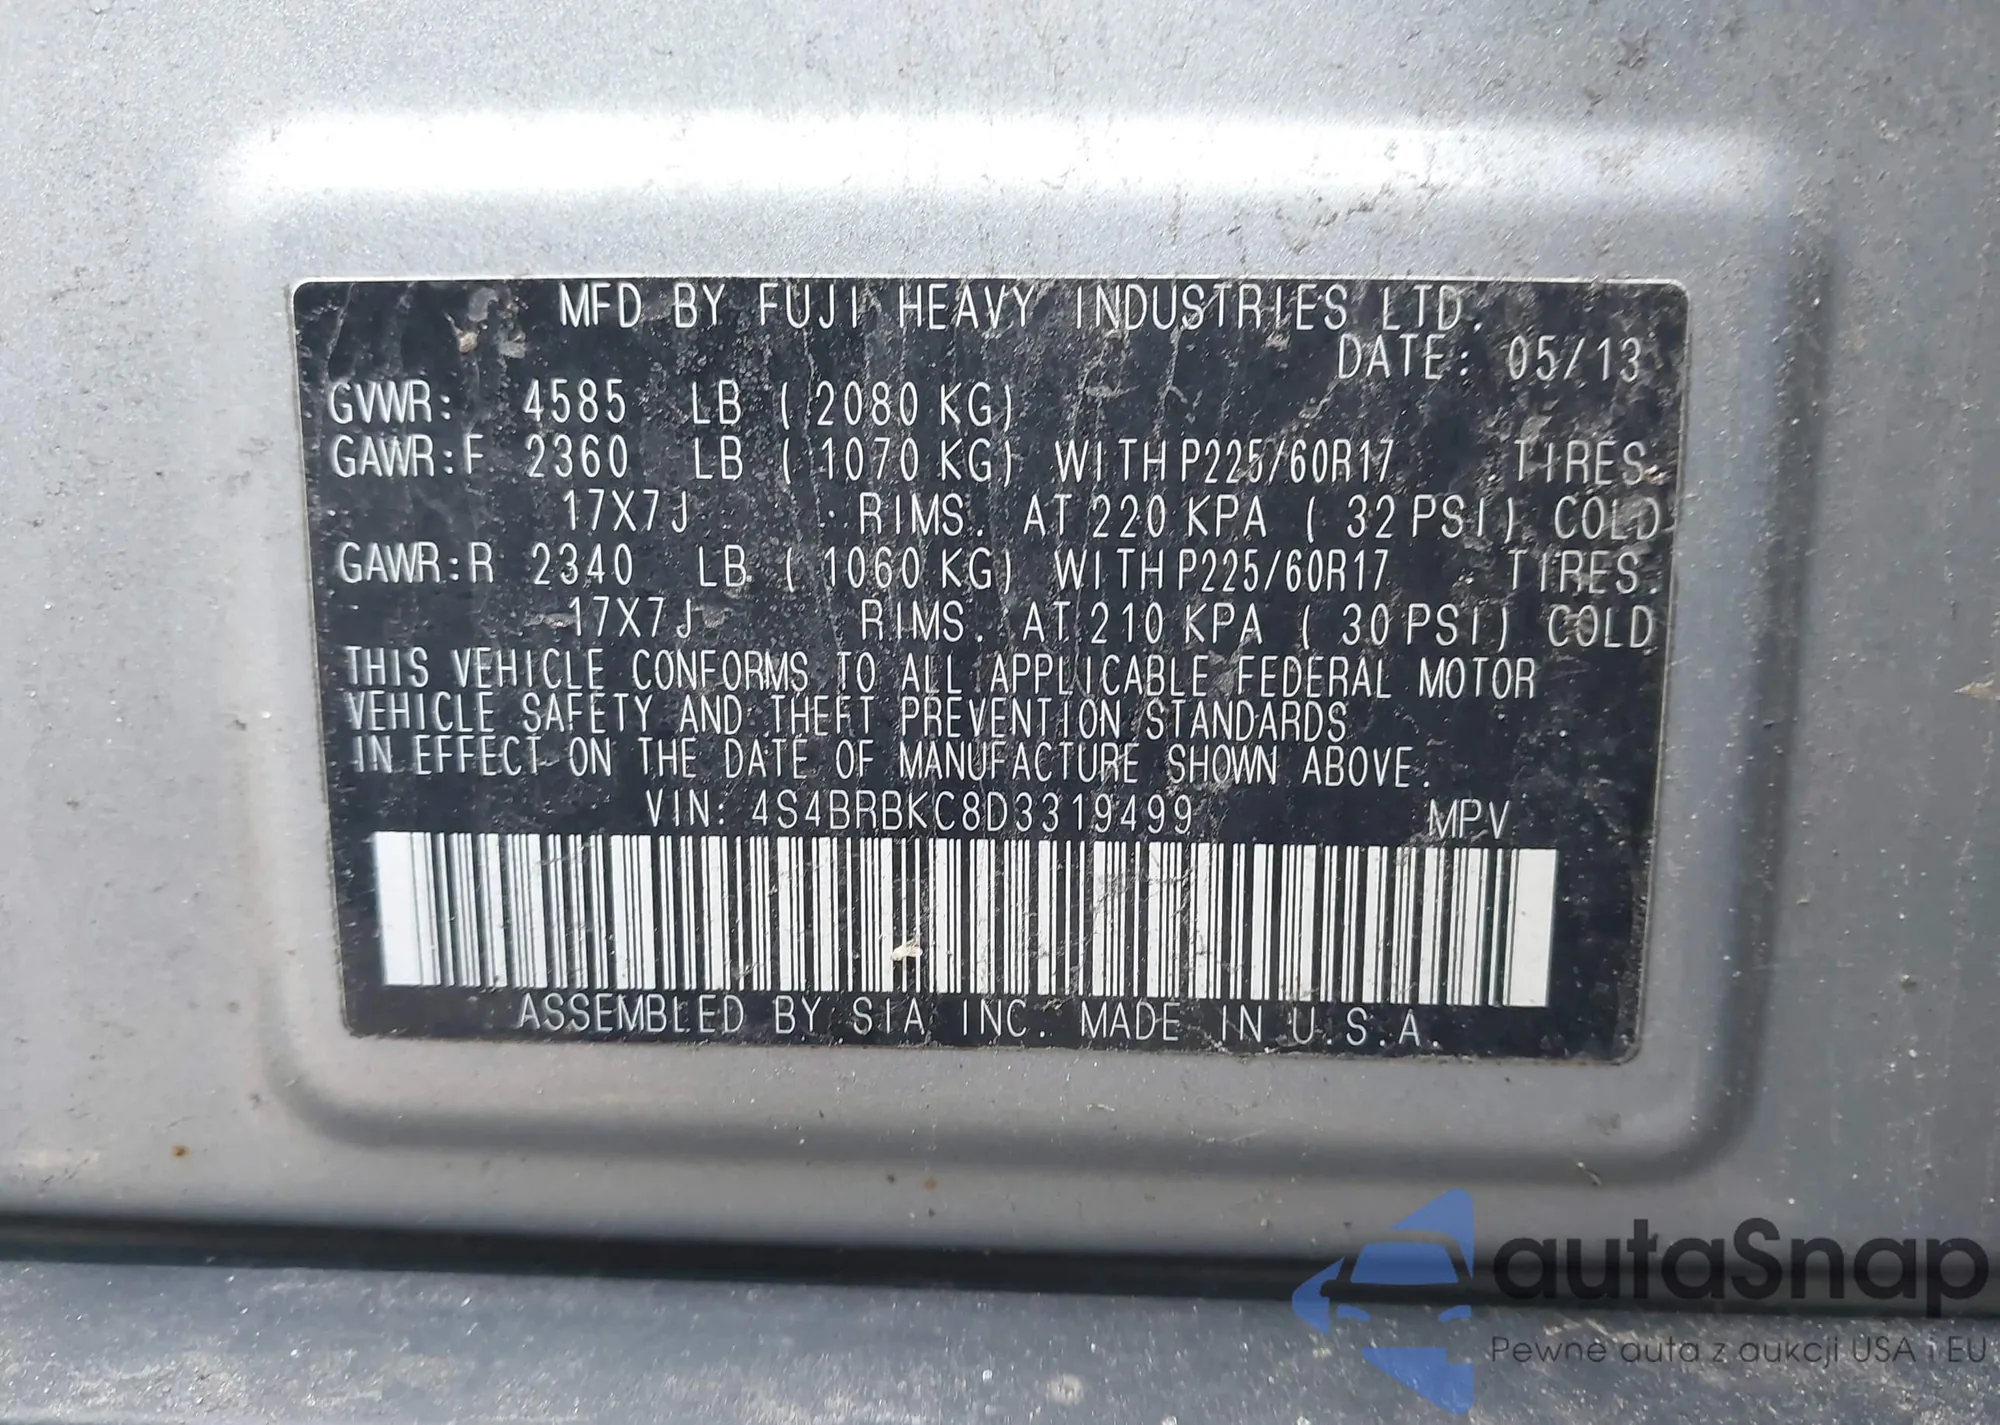 MFD BY FUJI HEAVY INDUSTRIES LTD.
DATE: 05/13
GVWR: 4585 LB (2080 KG)
GAWR:F 2360 LB (1070 KG) WITH P225/60R17 TIRES.
17X7J RIMS. AT 220 KPA (32 PSI) COLD
GAWR:R 2340 LB (1060 KG) WITH P225/60R17 TIRES.
17X7J RIMS. AT 210 KPA (30 PSI) COLD
THIS VEHICLE CONFORMS TO ALL APPLICABLE FEDERAL MOTOR
VEHICLE SAFETY AND THEFT PREVENTION STANDARDS
IN EFFECT ON THE DATE OF MANUFACTURE SHOWN ABOVE.
VIN: 4S4BRBKC8D3319499 MPV
ASSEMBLED BY SIA INC. MADE IN U.S.A.
autaSnap
Pewne auta z aukcji USA i EU